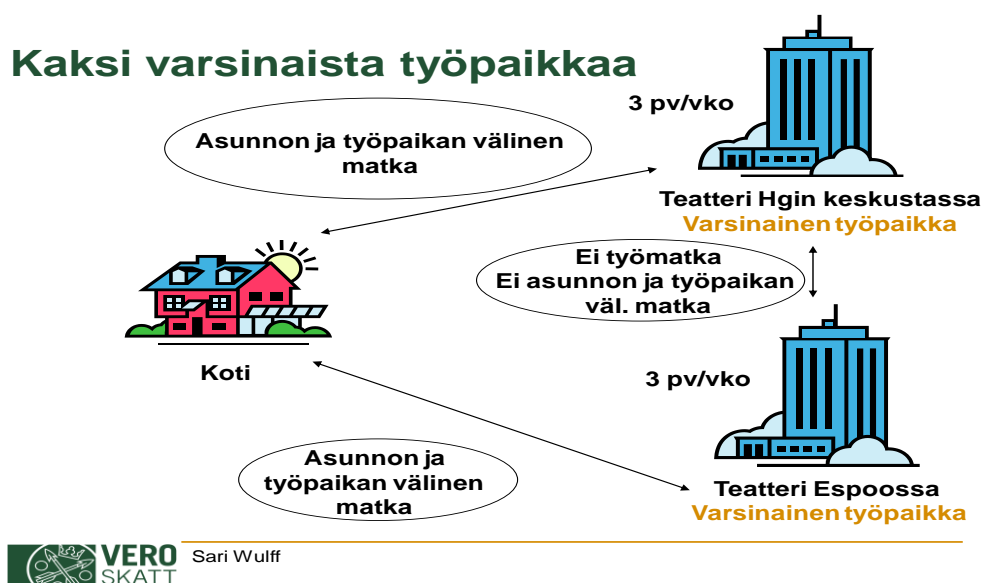 Kaksi varsinaista työpaikkaa
3 pv/vko
Asunnon ja työpaikan välinen
matka
Teatteri Hgin keskustassa
Varsinainen työpaikka
Ei työmatka
Ei asunnon ja työpaikan
väl. matka
Koti
3 pv/vko
Asunnon ja
työpaikan välinen
matka
Teatteri Espoossa
Varsinainen työpaikka
VERO
SKATT
Sari Wulff